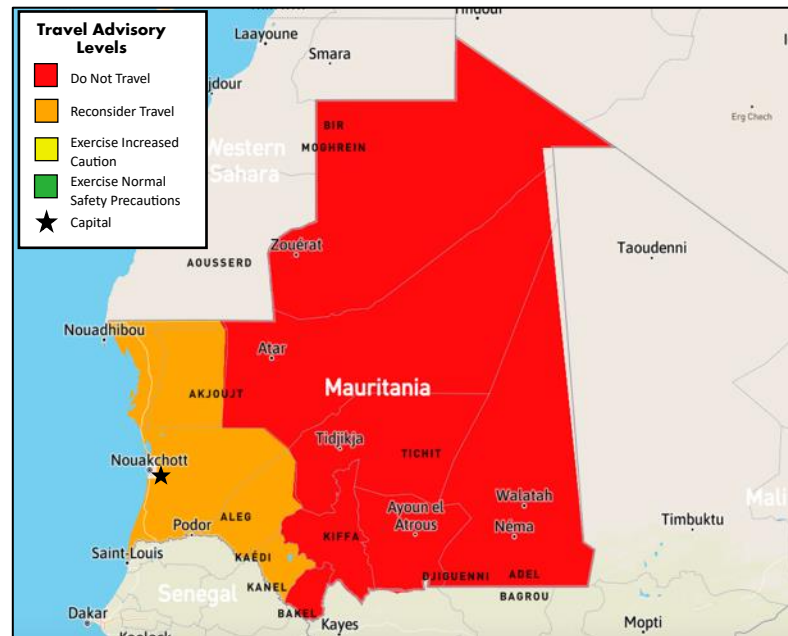 Travel Advisory
Levels
Do Not Travel
Reconsider Travel
Exercise Increased
Caution
Exercise Normal
Safety Precautions
Capital
Laayoune
Smara
jdour
Erg Chech
BIR
MOGHREIN
Western
Sahara
Zouérat
Taoudenni
AOUSSERD
Nouadhibou
Atar
AKJOUJT
Mauritania
Tidjikja
TICHIT
Nouakchott
Walatah
Ayoun el
Atrous
Néma
Mali
Timbuktu
ALEG
Podor
KIFFA
Saint-Louis
KAÉDI
KANEL
DJIGUENNI
ADEL
BAGROU
Senegal
BAKEL
Dakar
Kayes
Mopti